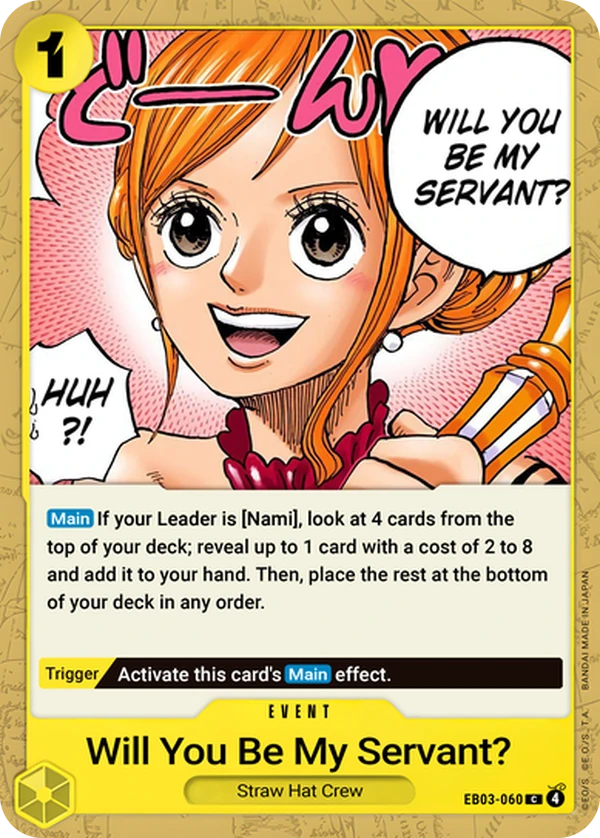 1
どーん♥
WILL YOU
BE MY
SERVANT?
HUH
?!
Main If your Leader is [Nami], look at 4 cards from the
top of your deck; reveal up to 1 card with a cost of 2 to 8
and add it to your hand. Then, place the rest at the bottom
of your deck in any order.
Trigger Activate this card's Main effect.
EVENT
Will You Be My Servant?
Straw Hat Crew
EB03-060 C 4
©E.O/S. ©E.O/S., T.A. BANDAI MADE IN JAPAN